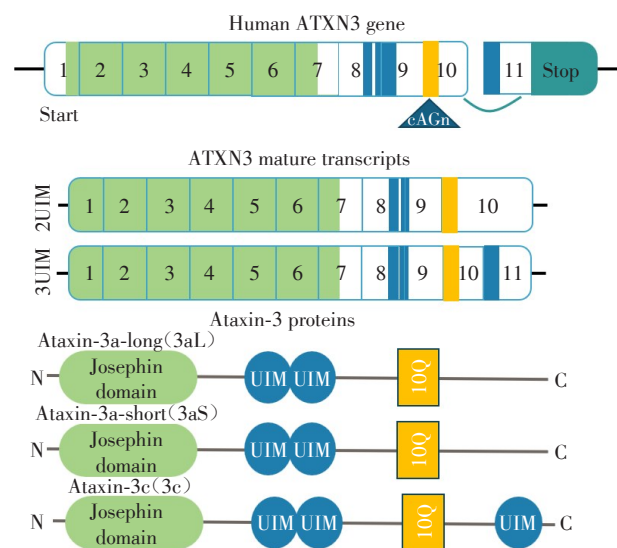 Human ATXN3 gene
1 2 3 4 5 6 7 8 9 10 11 Stop
Start
cAGn
ATXN3 mature transcripts
2UIM 1 2 3 4 5 6 7 8 9 10
3UIM 1 2 3 4 5 6 7 8 9 10 11
Ataxin-3 proteins
Ataxin-3a-long(3aL)
N Josephin domain UIM UIM 10Q C
Ataxin-3a-short(3aS)
N Josephin domain UIM UIM 10Q C
Ataxin-3c(3c)
N Josephin domain UIM UIM 10Q UIM C